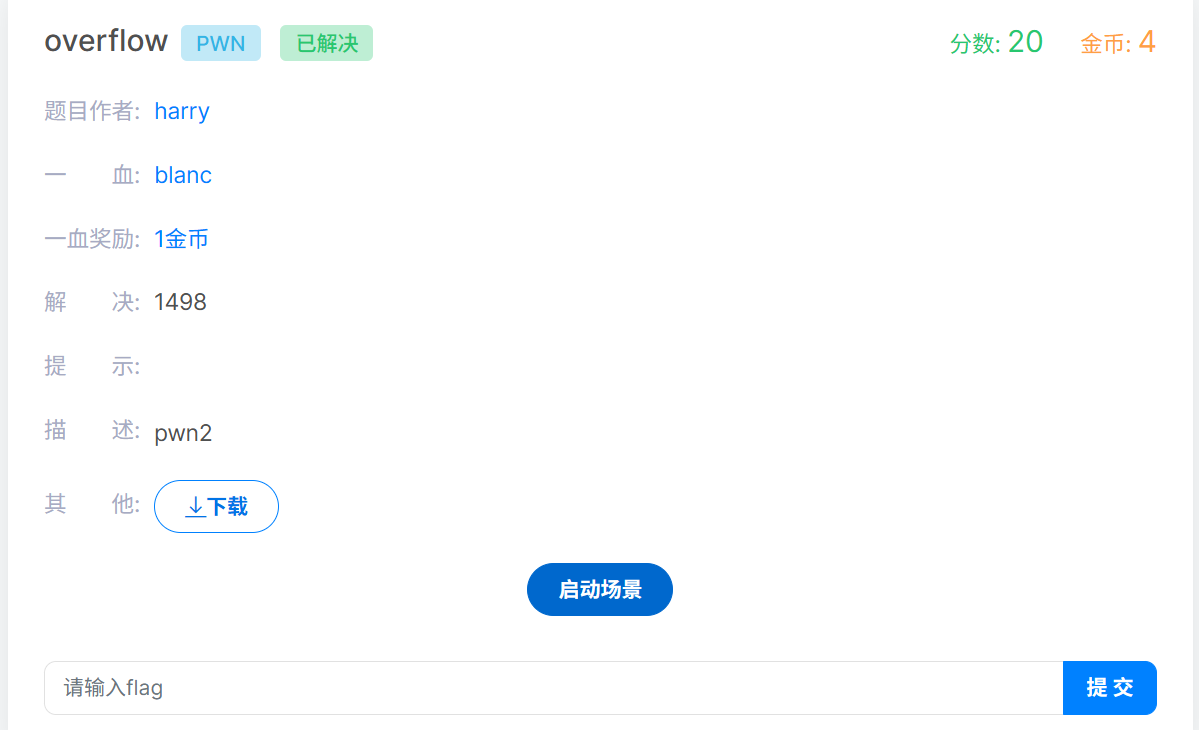 overflow PWN 已解决 分数: 20 金币: 4
题目作者: harry
一 血: blanc
一血奖励: 1金币
解 决: 1498
提 示:
描 述: pwn2
其 他: 下载
启动场景
请输入flag 提 交